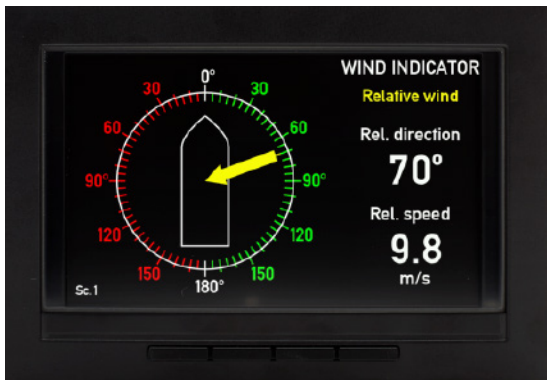 WIND INDICATOR
Relative wind
Rel. direction
70°
Rel. speed
9.8
m/s
0°
30
30
60
60
90°
90°
120
120
150
150
180°
Sc.1